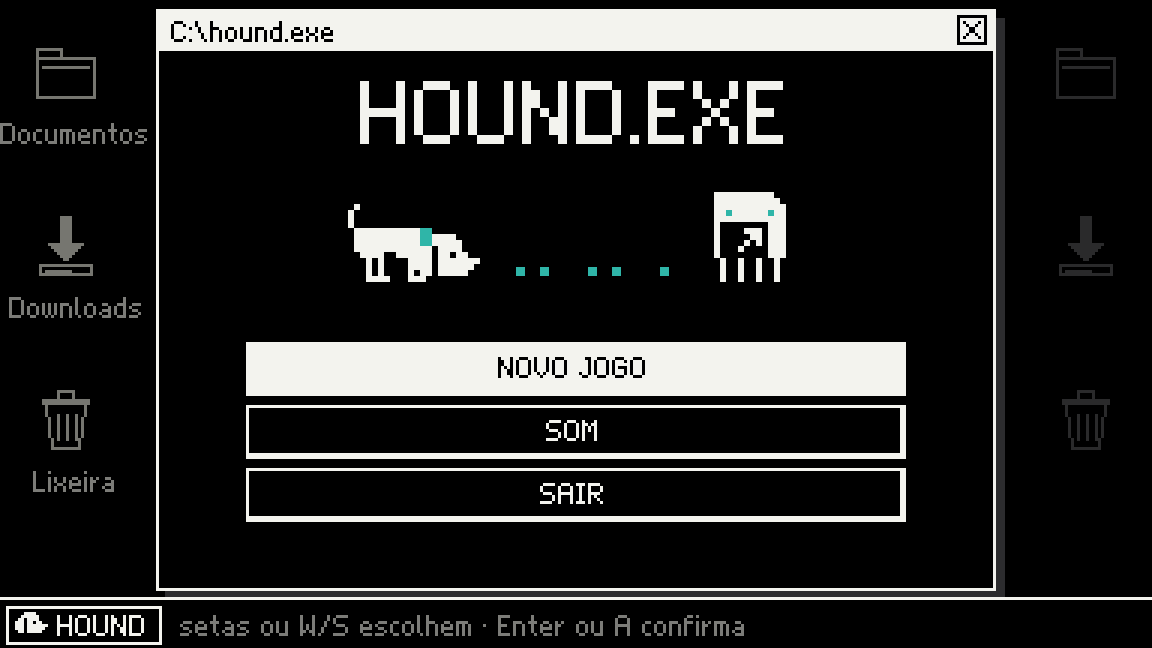 C:\hound.exe
HOUND.EXE
Documentos
Downloads
Lixeira
NOVO JOGO
SOM
SAIR
HOUND
setas ou W/S escolhem · Enter ou A confirma